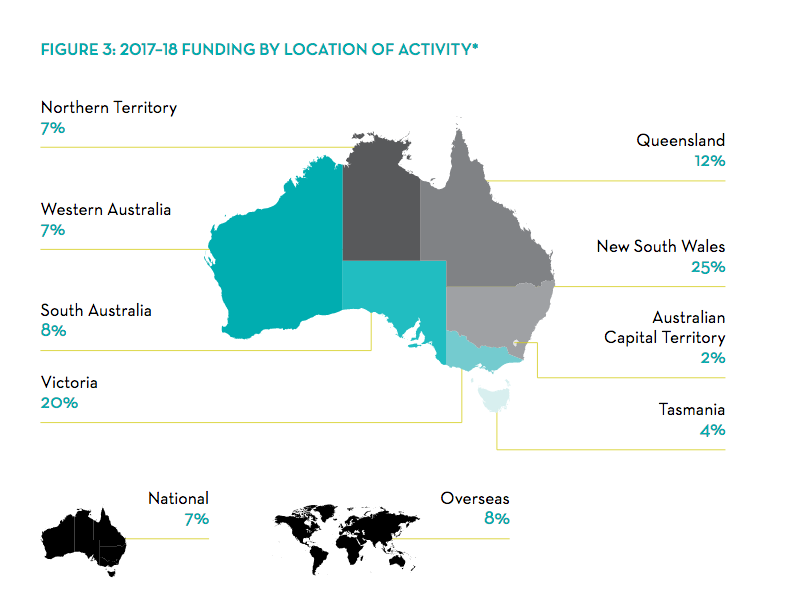 FIGURE 3: 2017–18 FUNDING BY LOCATION OF ACTIVITY*
Northern Territory
7%
Western Australia
7%
South Australia
8%
Victoria
20%
Queensland
12%
New South Wales
25%
Australian
Capital Territory
2%
Tasmania
4%
National
7%
Overseas
8%